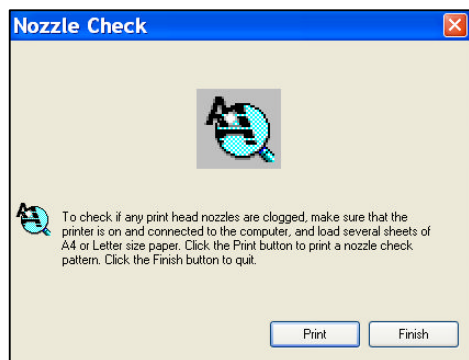 Nozzle Check
To check if any print head nozzles are clogged, make sure that the
printer is on and connected to the computer, and load several sheets of
A4 or Letter size paper. Click the Print button to print a nozzle check
pattern. Click the Finish button to quit.
Print
Finish